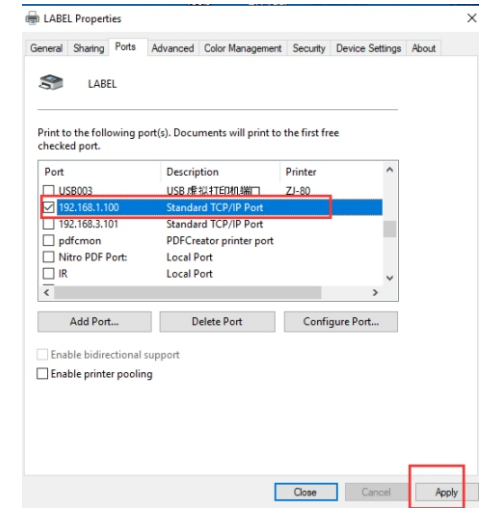 LABEL Properties
General Sharing Ports Advanced Color Management Security Device Settings About
LABEL
Print to the following port(s). Documents will print to the first free
checked port.
Port Description Printer
USB003 USB 虚拟打印机端口 ZJ-80
192.168.1.100 Standard TCP/IP Port
192.168.3.101 Standard TCP/IP Port
pdfcmon PDFCreator printer port
Nitro PDF Port: Local Port
IR Local Port
Add Port... Delete Port Configure Port...
Enable bidirectional support
Enable printer pooling
Close Cancel Apply